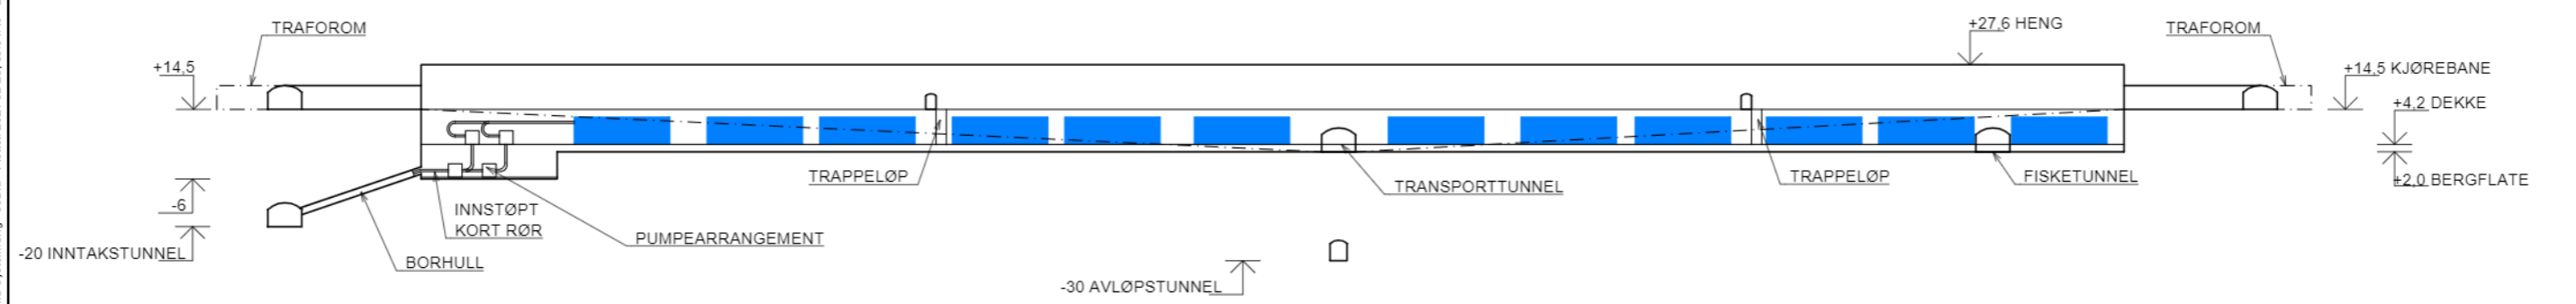 TRAFOROM
+27,6 HENG
TRAFOROM
+14,5
+14,5 KJØREBANE
+4,2 DEKKE
TRAPPELØP
TRANSPORTTUNNEL
TRAPPELØP
FISKETUNNEL
+2,0 BERGFLATE
-6
INNSTØPT
KORT RØR
PUMPEARRANGEMENT
-20 INNTAKSTUNNEL
BORHULL
-30 AVLØPSTUNNEL